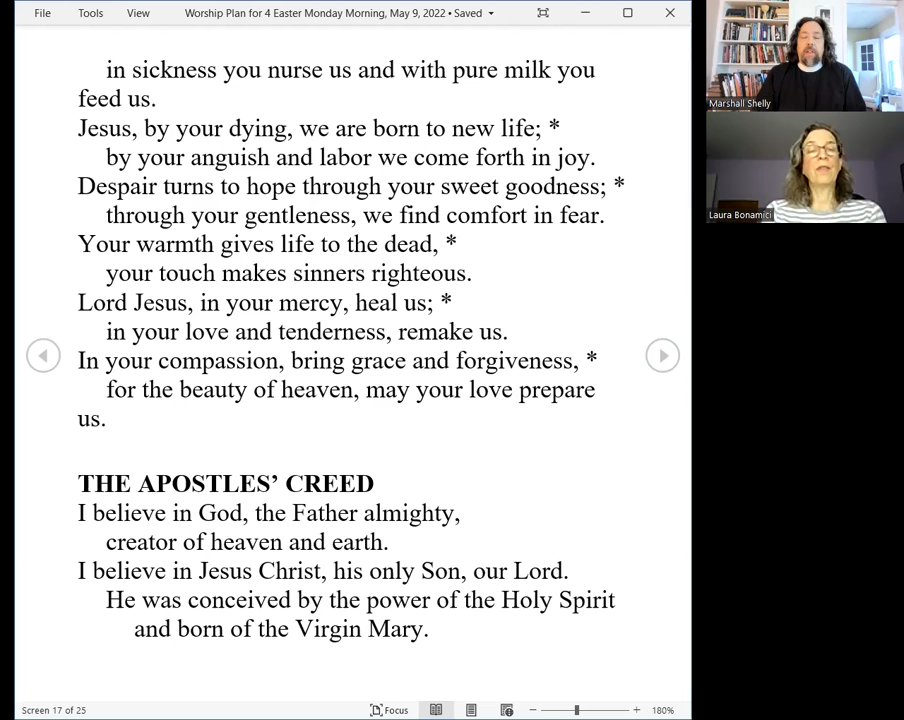 File Tools View Worship Plan for 4 Easter Monday Morning, May 9, 2022 • Saved
in sickness you nurse us and with pure milk you
feed us.
Jesus, by your dying, we are born to new life; *
by your anguish and labor we come forth in joy.
Despair turns to hope through your sweet goodness; *
through your gentleness, we find comfort in fear.
Your warmth gives life to the dead, *
your touch makes sinners righteous.
Lord Jesus, in your mercy, heal us; *
in your love and tenderness, remake us.
In your compassion, bring grace and forgiveness, *
for the beauty of heaven, may your love prepare
us.
THE APOSTLES’ CREED
I believe in God, the Father almighty,
creator of heaven and earth.
I believe in Jesus Christ, his only Son, our Lord.
He was conceived by the power of the Holy Spirit
and born of the Virgin Mary.
Screen 17 of 25 Focus 180%
Marshall Shelly
Laura Bonamici